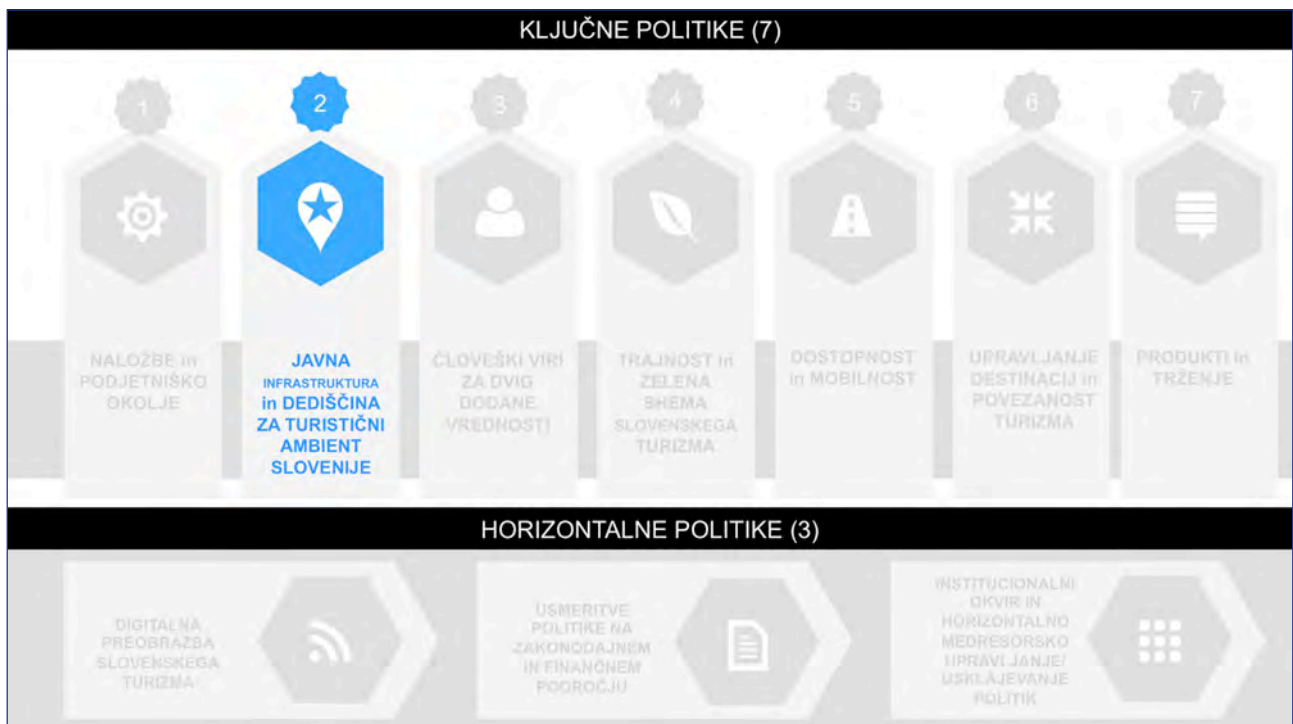 KLJUČNE POLITIKE (7)
1
2
3
4
5
6
7
NALOŽBE in
PODJETNIŠKO
OKOLJE
JAVNA
INFRASTRUKTURA
in DEDIŠČINA
ZA TURISTIČNI
AMBIENT
SLOVENIJE
ČLOVEŠKI VIRI
ZA DVIG
DODANE
VREDNOSTI
TRAJNOST in
ZELENA
SHEMA
SLOVENSKEGA
TURIZMA
DOSTOPNOST
in MOBILNOST
UPRAVLJANJE
DESTINACIJ in
POVEZANOST
TURIZMA
PRODUKTI in
TRŽENJE
HORIZONTALNE POLITIKE (3)
DIGITALNA
PREOBRAZBA
SLOVENSKEGA
TURIZMA
USMERITVE
POLITIKE NA
ZAKONODAJNEM
IN FINANČNEM
PODROČJU
INSTITUCIONALNI
OKVIR IN
HORIZONTALNO
MEDRESORSKO
UPRAVLJANJE/
USKLAJEVANJE
POLITIK